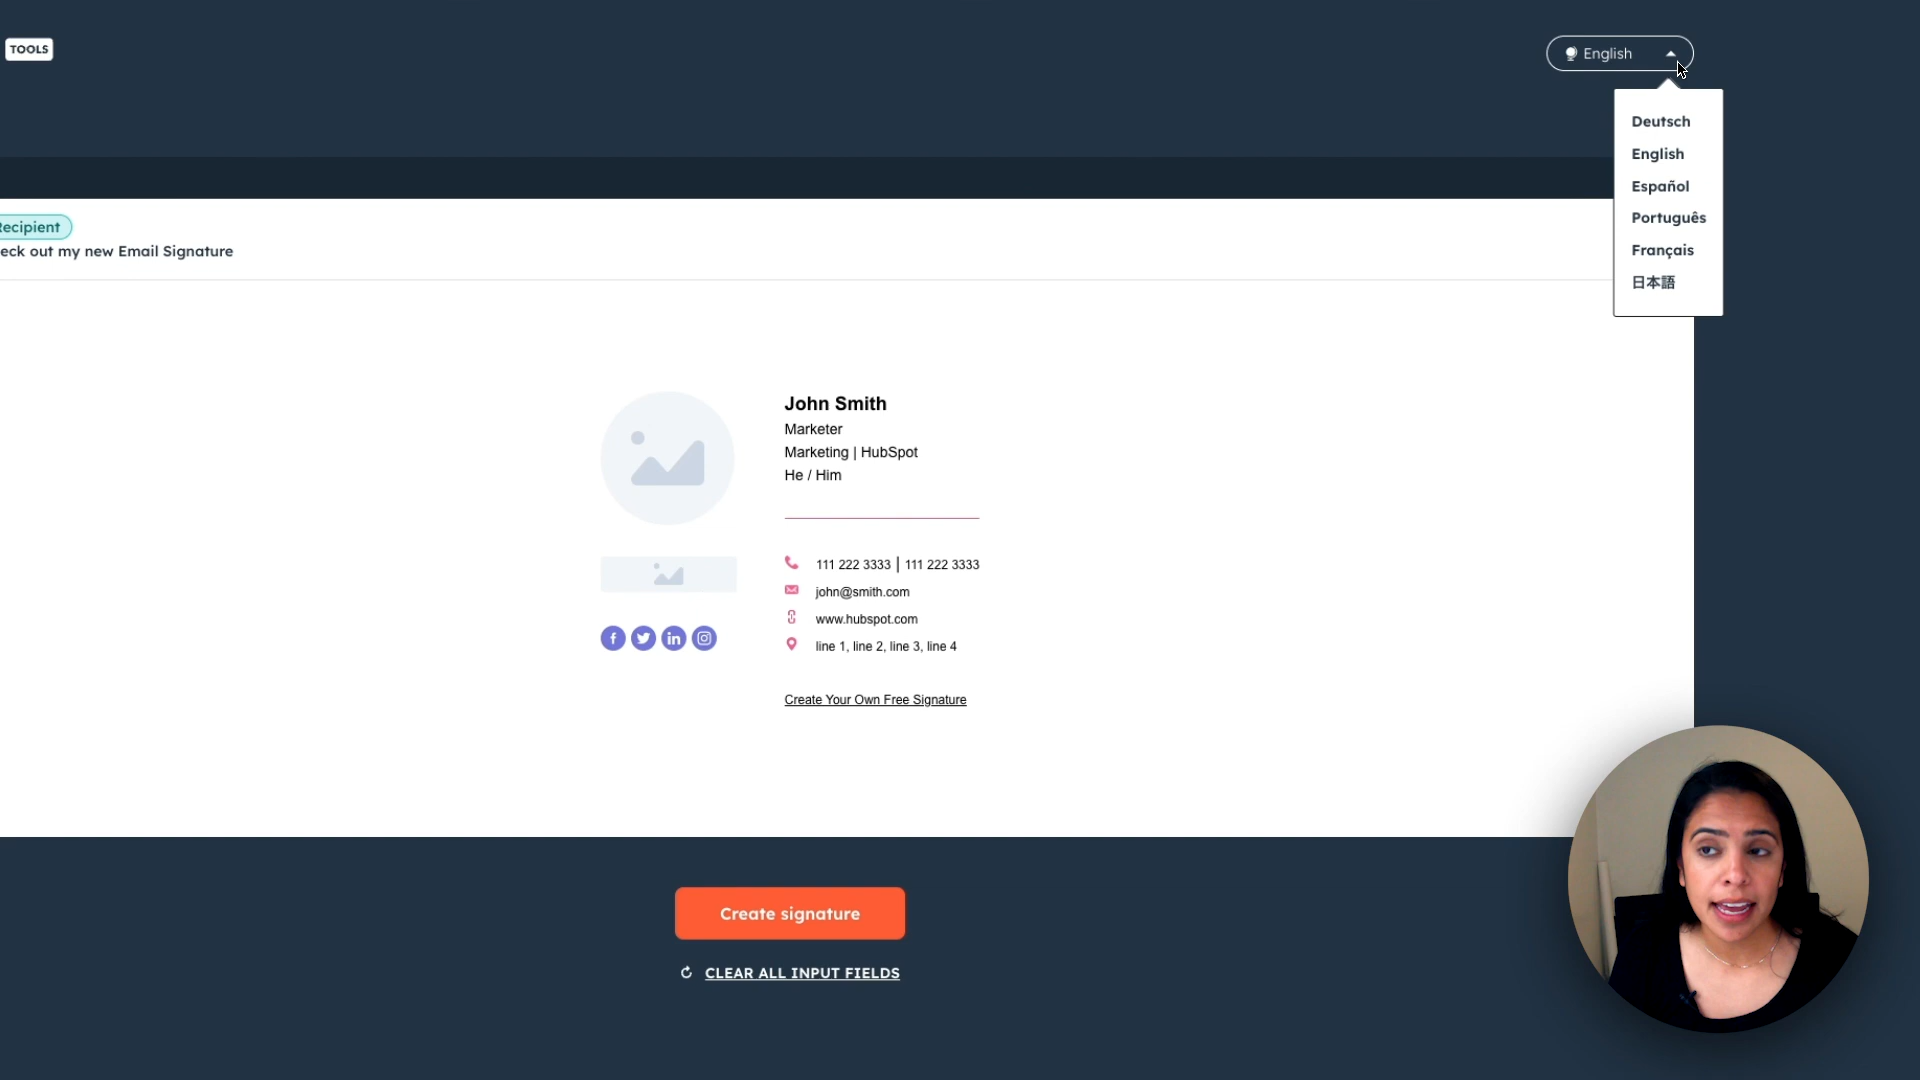 TOOLS
English
Deutsch
English
Español
Português
Français
日本語
Recipient
eck out my new Email Signature
John Smith
Marketer
Marketing | HubSpot
He / Him
111 222 3333 | 111 222 3333
john@smith.com
www.hubspot.com
line 1, line 2, line 3, line 4
Create Your Own Free Signature
Create signature
CLEAR ALL INPUT FIELDS